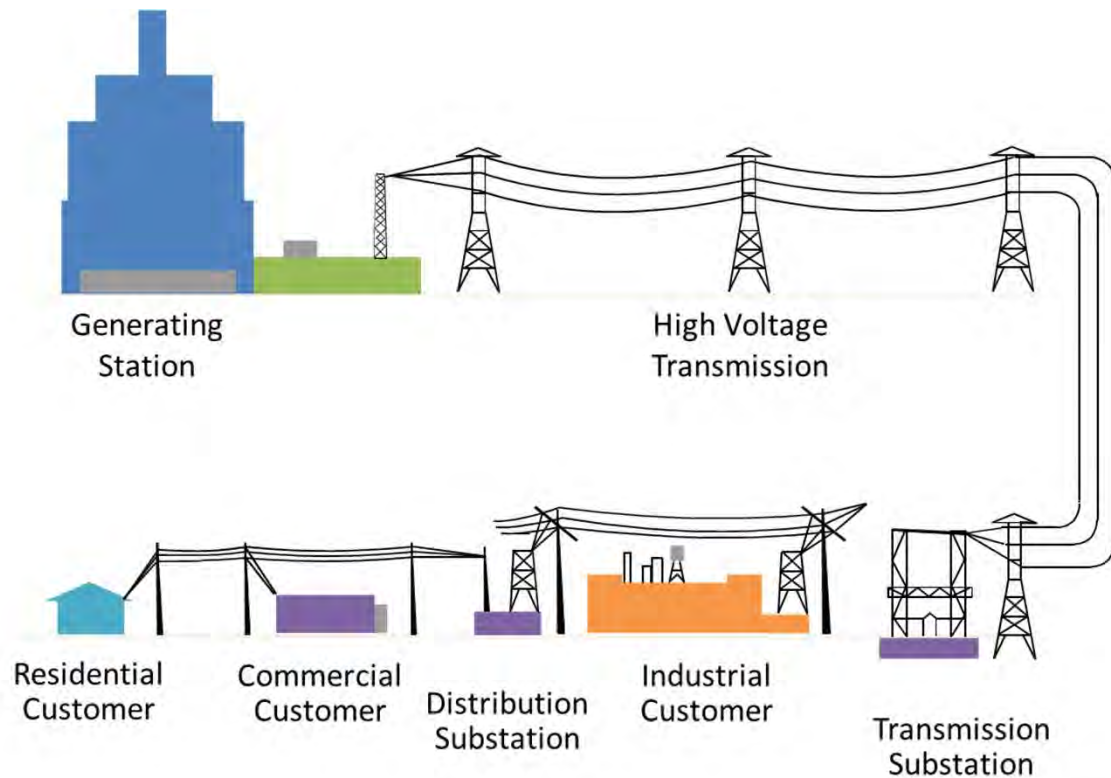 Generating
Station
High Voltage
Transmission
Residential
Customer
Commercial
Customer
Distribution
Substation
Industrial
Customer
Transmission
Substation